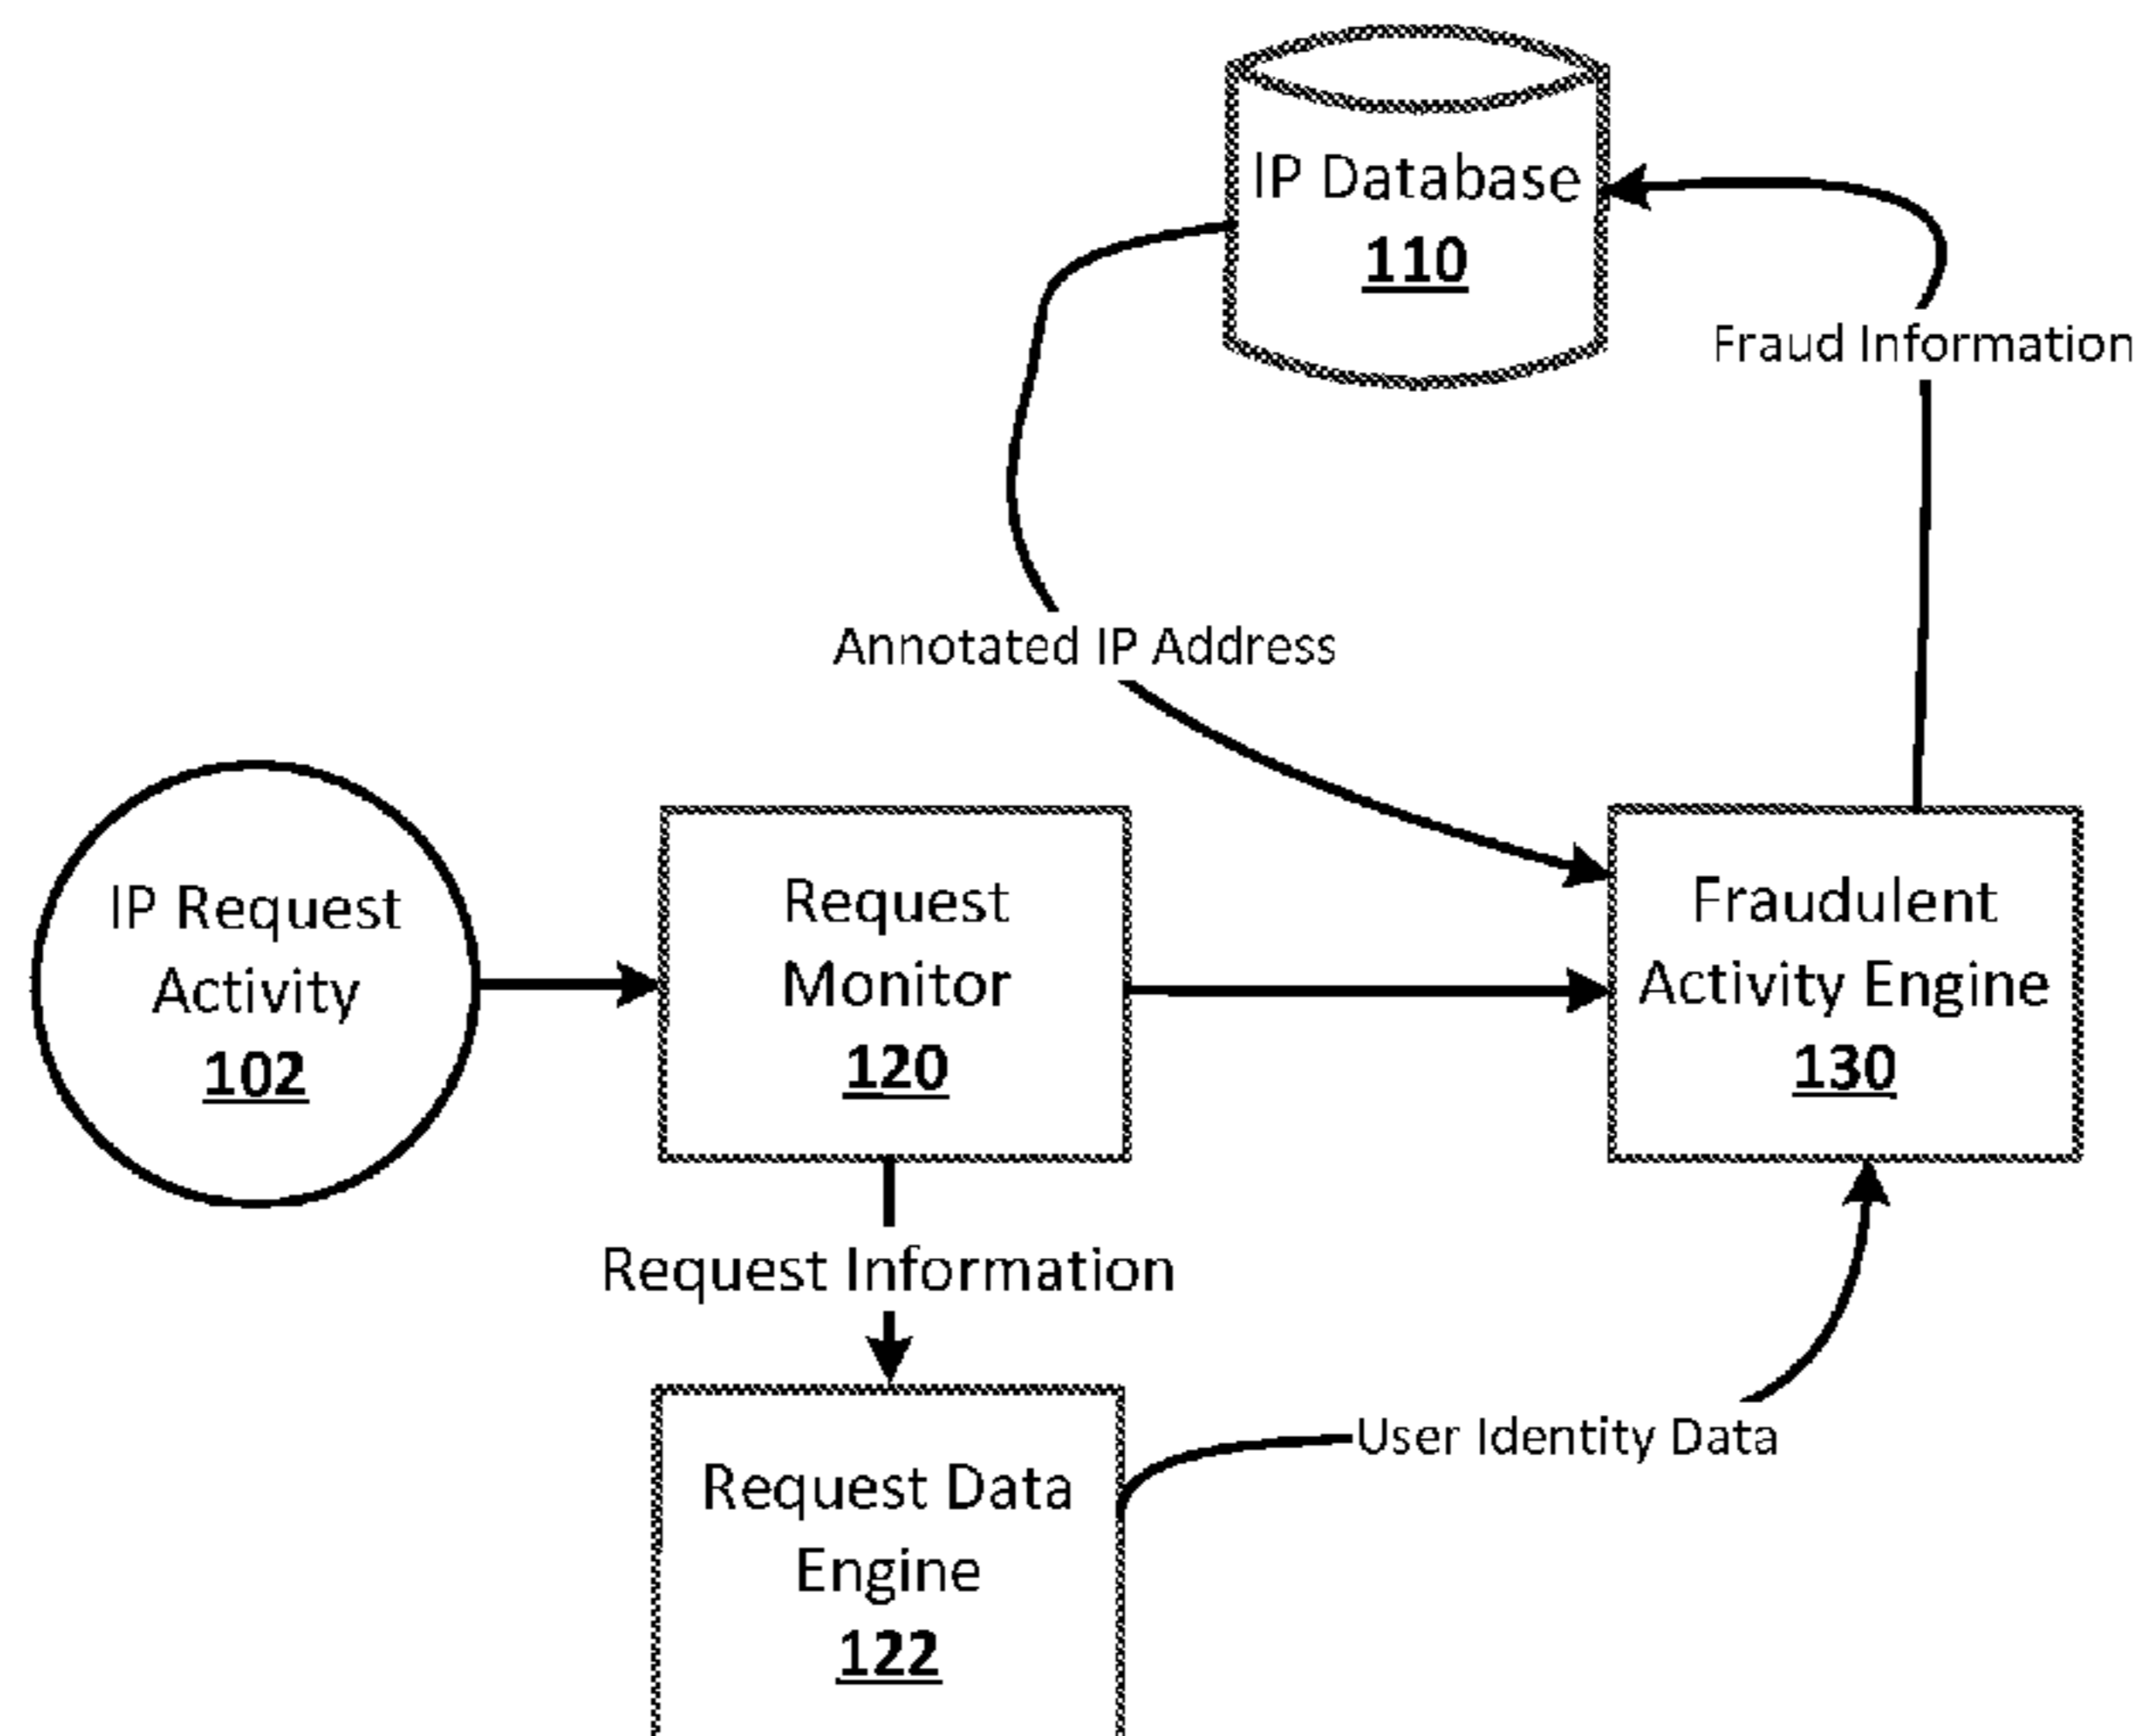 IP Database
110
Fraud Information
Annotated IP Address
IP Request
Activity
102
Request
Monitor
120
Fraudulent
Activity Engine
130
Request Information
User Identity Data
Request Data
Engine
122